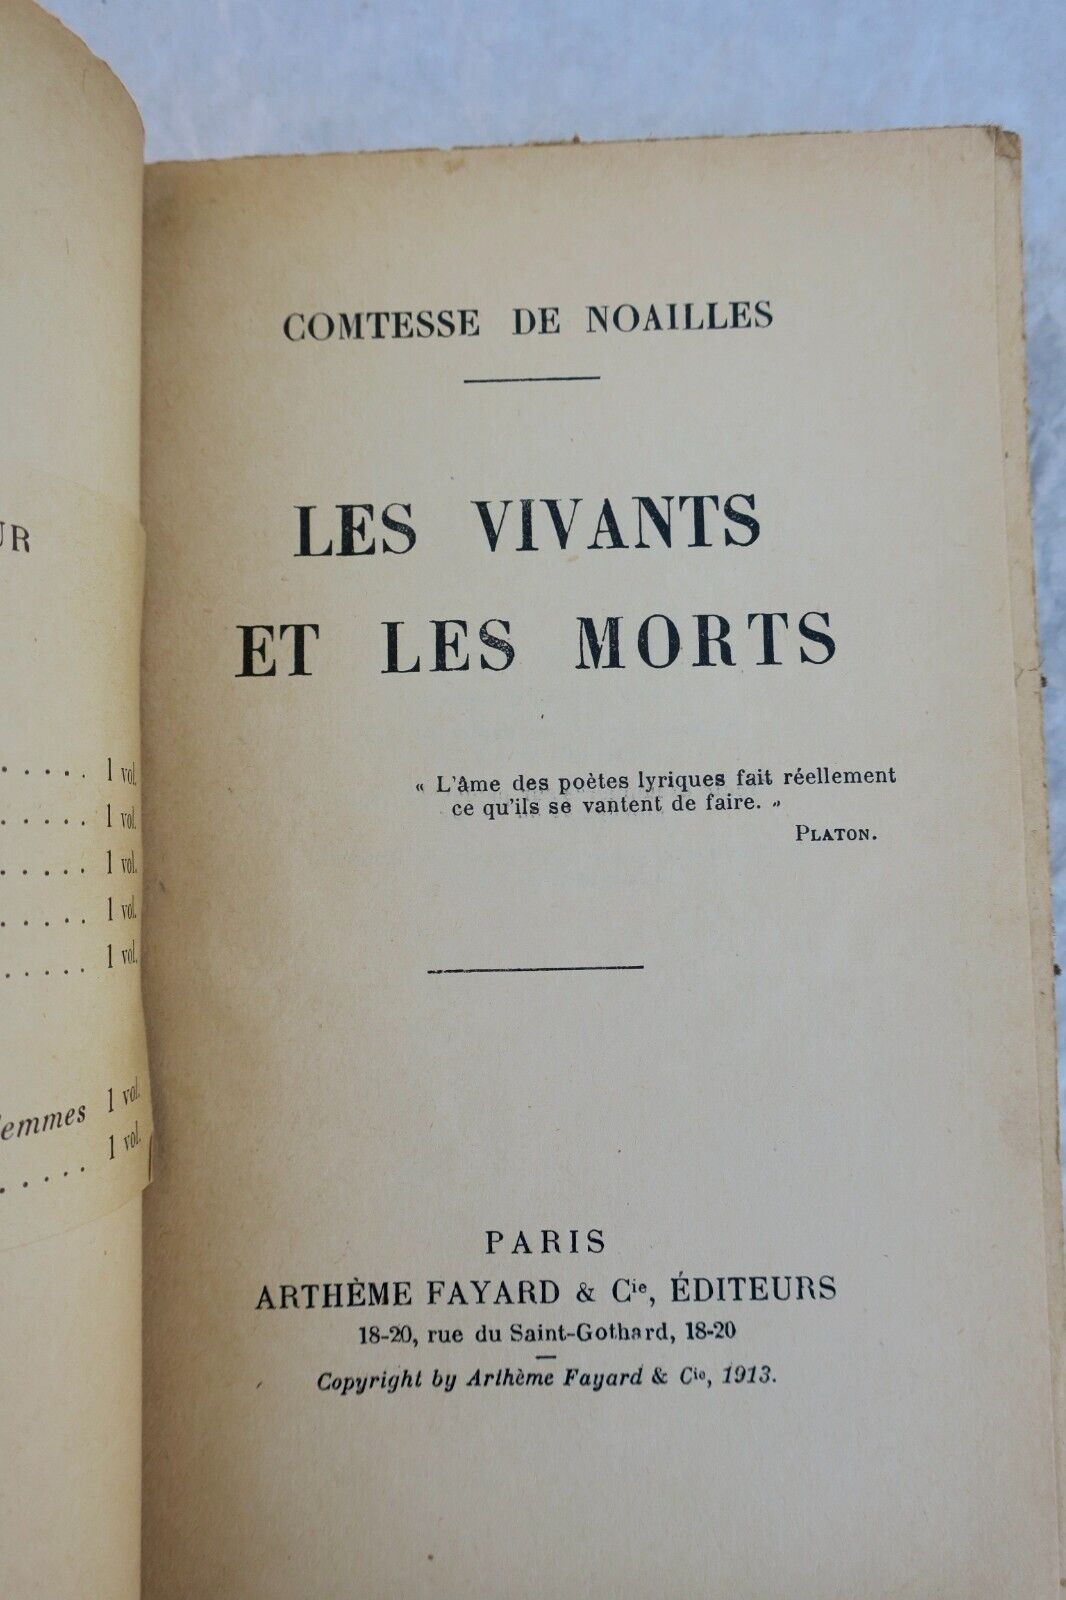 UR
. . . . . 1 vol.
. . . . . 1 vol.
. . . . . 1 vol.
. . . . . 1 vol.
. . . . . 1 vol.
femmes 1 vol.
. . . . . 1 vol.
COMTESSE DE NOAILLES
LES VIVANTS
ET LES MORTS
« L'âme des poètes lyriques fait réellement
ce qu'ils se vantent de faire. »
PLATON.
PARIS
ARTHÈME FAYARD & Cie, ÉDITEURS
18-20, rue du Saint-Gothard, 18-20
Copyright by Arthème Fayard & Cie, 1913.